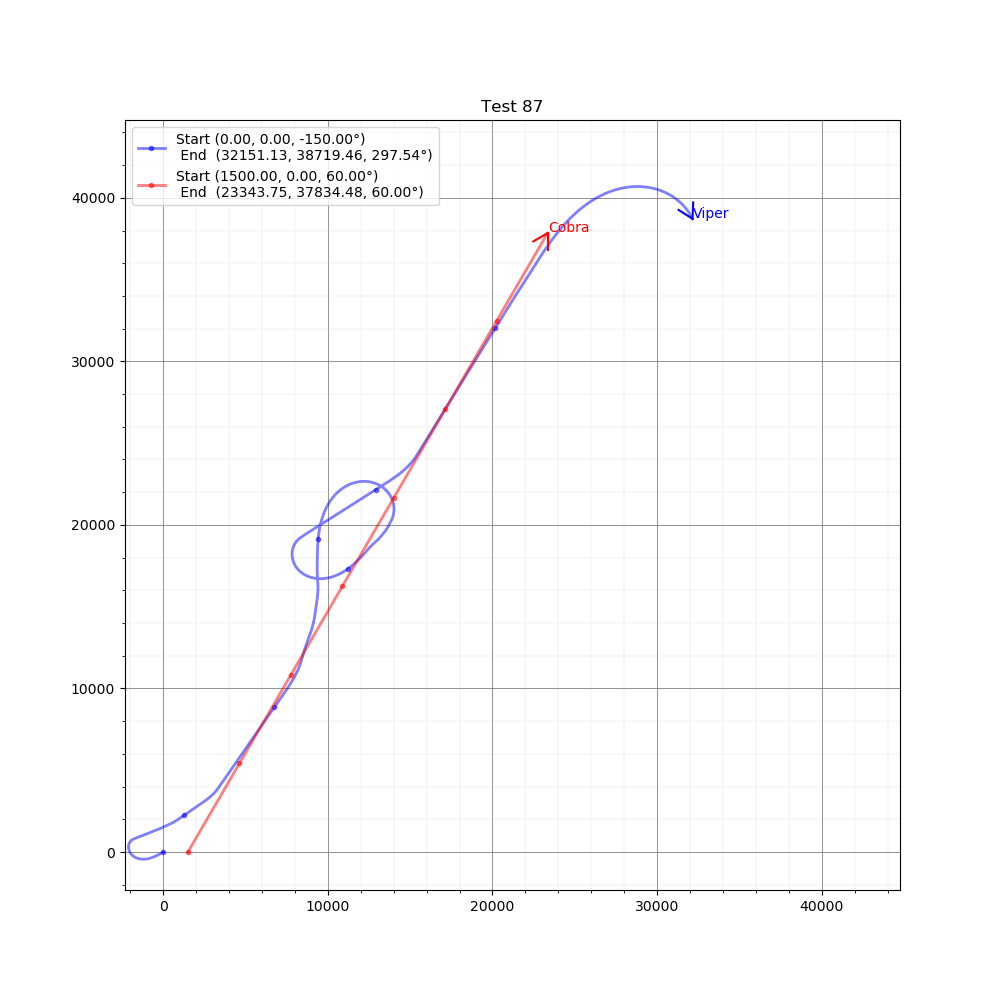 Test 87
Start (0.00, 0.00, -150.00°)
End (32151.13, 38719.46, 297.54°)
Start (1500.00, 0.00, 60.00°)
End (23343.75, 37834.48, 60.00°)
40000
30000
20000
10000
0
Cobra
Viper
0 10000 20000 30000 40000